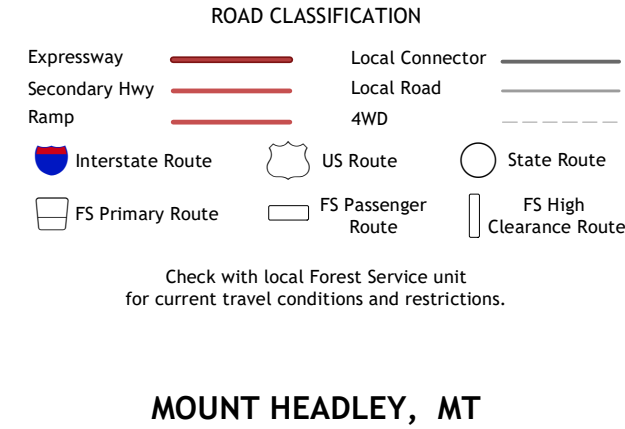 ROAD CLASSIFICATION
Expressway
Local Connector
Secondary Hwy
Local Road
Ramp
4WD
Interstate Route
US Route
State Route
FS Primary Route
FS Passenger
Route
FS High
Clearance Route
Check with local Forest Service unit
for current travel conditions and restrictions.
MOUNT HEADLEY, MT